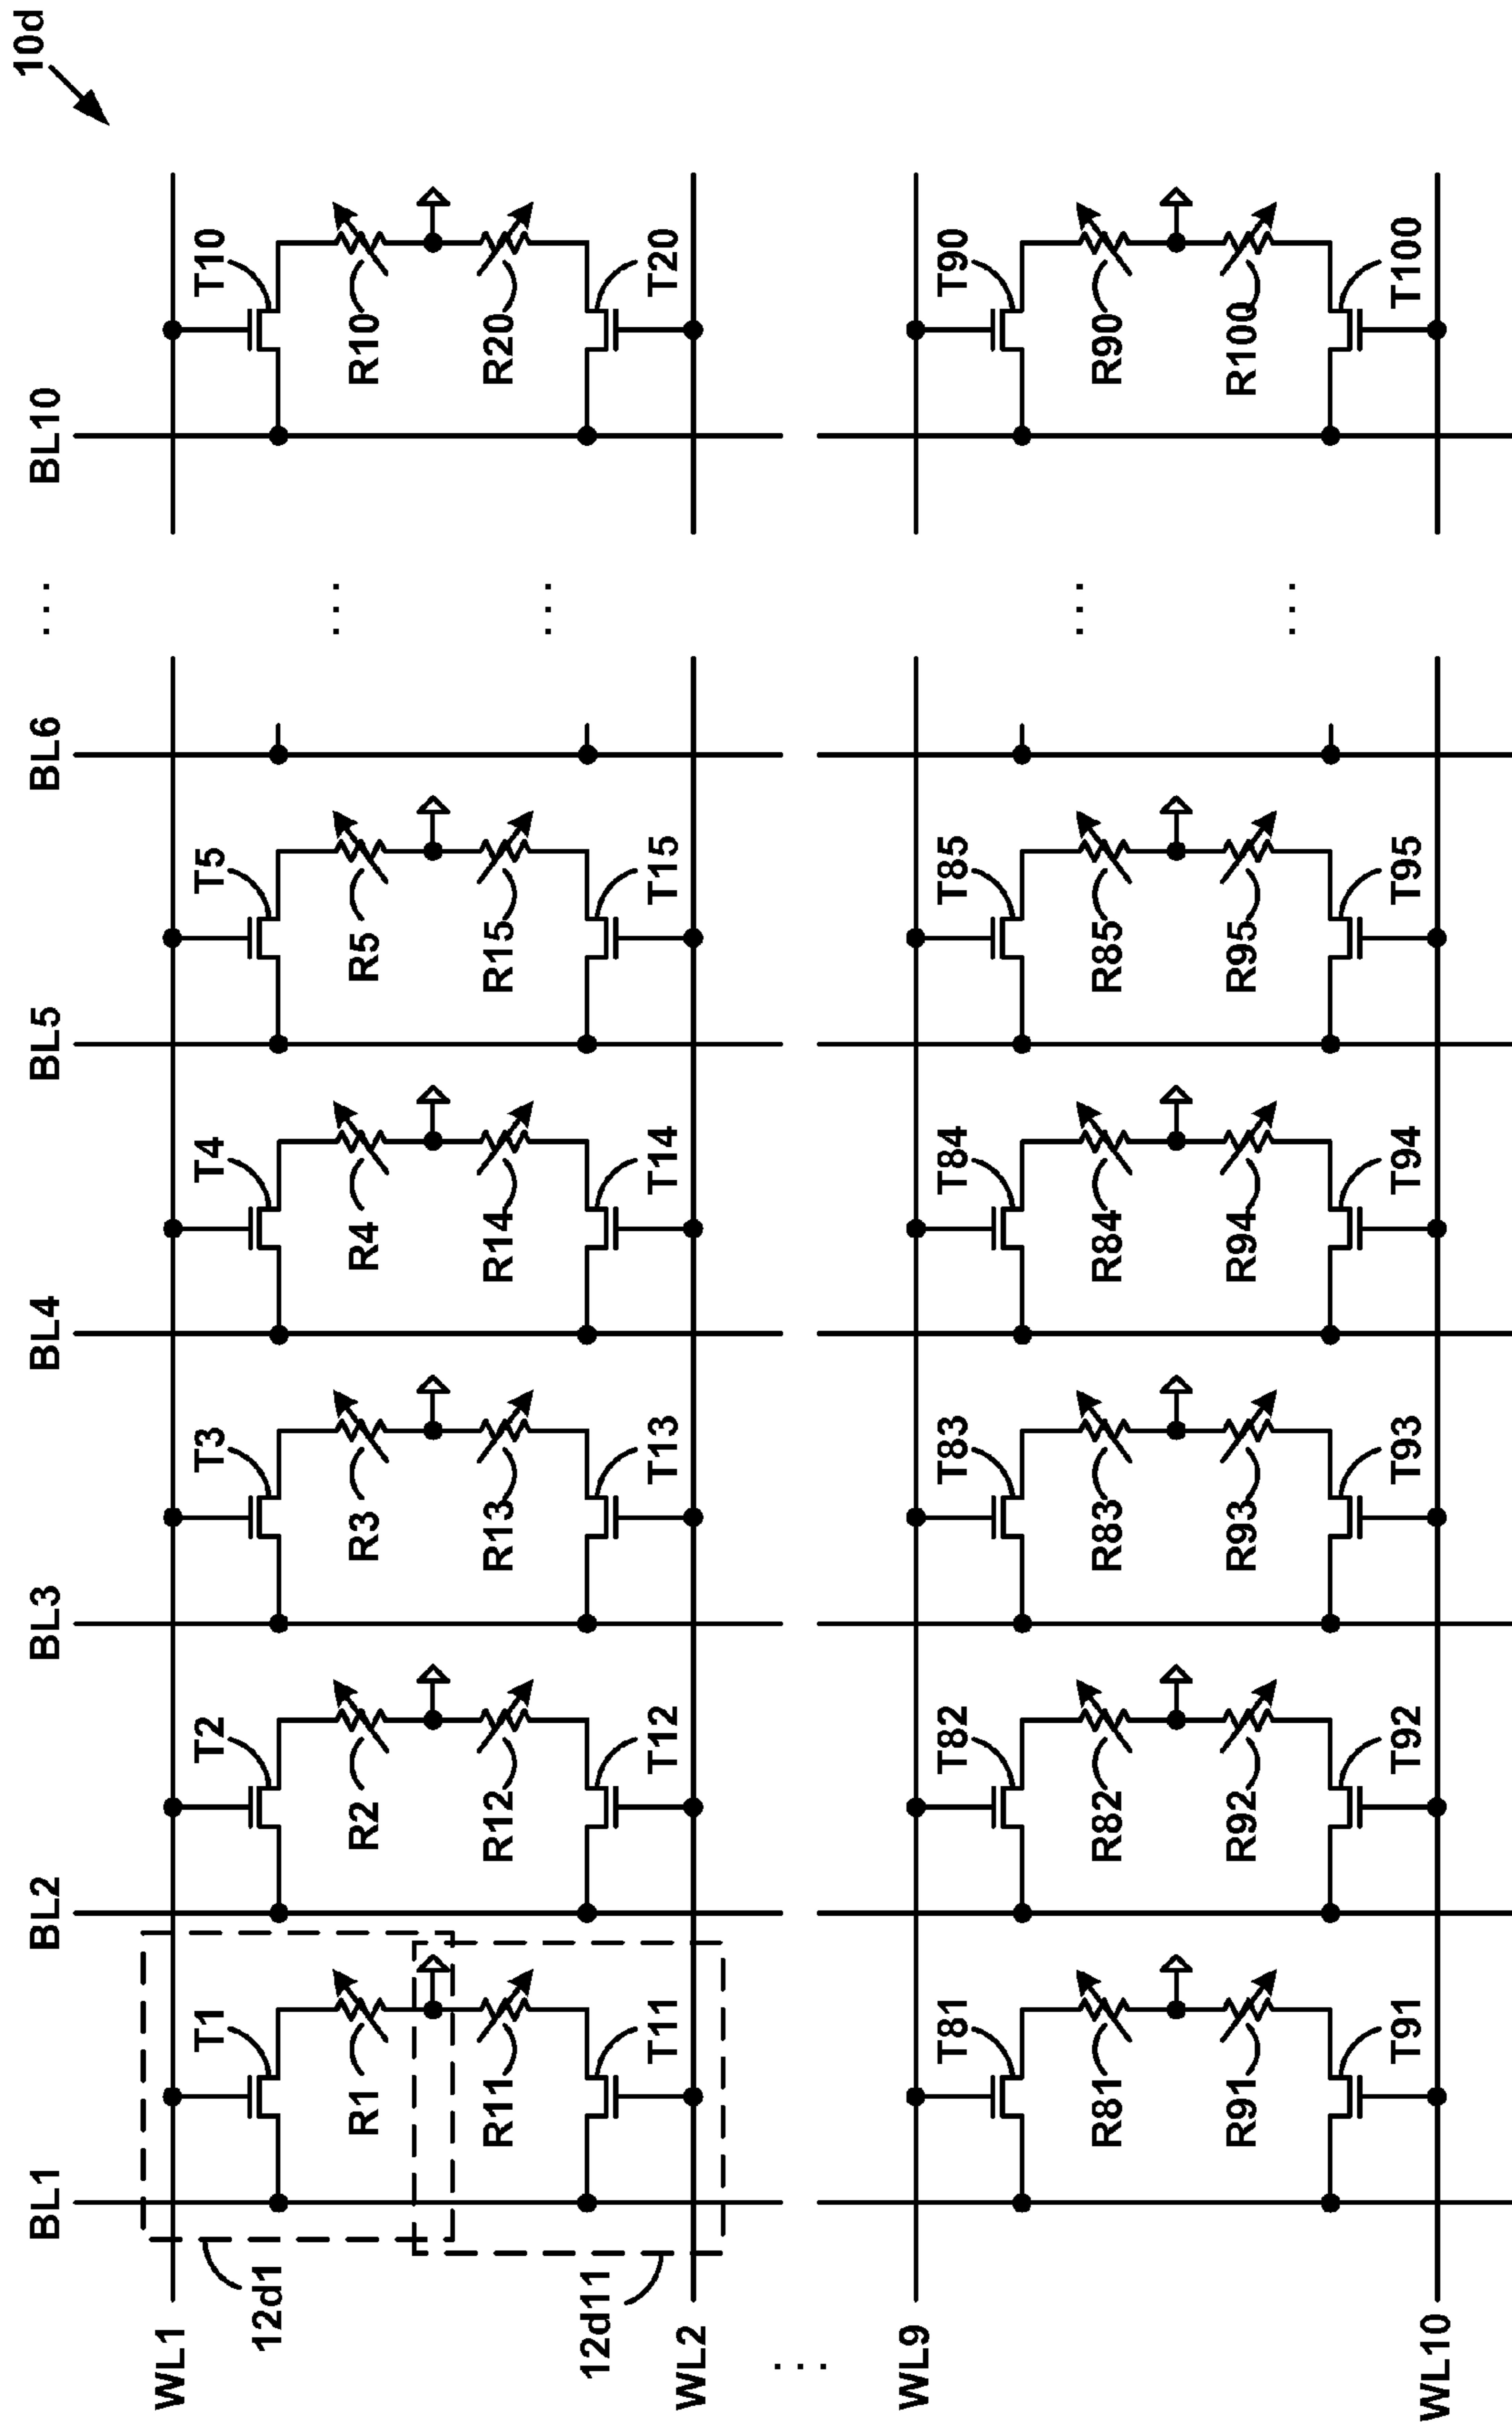 10d
BL1 BL2 BL3 BL4 BL5 BL6 ... BL10
WL1
T1 T2 T3 T4 T5 T10
12d1
R1 R2 R3 R4 R5 ... R10
R11 R12 R13 R14 R15 ... R20
12d11
T11 T12 T13 T14 T15 T20
WL2
...
WL9
T81 T82 T83 T84 T85 T90
R81 R82 R83 R84 R85 ... R90
R91 R92 R93 R94 R95 ... R100
T91 T92 T93 T94 T95 T100
WL10